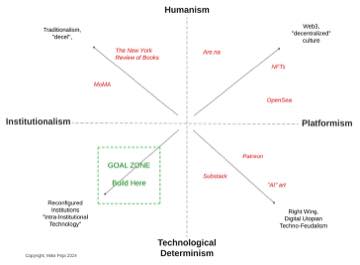 Humanism
Traditionalism,
"decel",
Web3,
"decentralized"
culture
The New York
Review of Books
Are.na
NFTs
MoMA
OpenSea
Institutionalism
Platformism
GOAL ZONE
Build Here
Patreon
Substack
"AI" art
Reconfigured
Institutions
"Intra-Institutional
Technology"
Right Wing,
Digital Utopian
Techno-Feudalism
Technological
Determinism
Copyright, Mike Pepi 2024